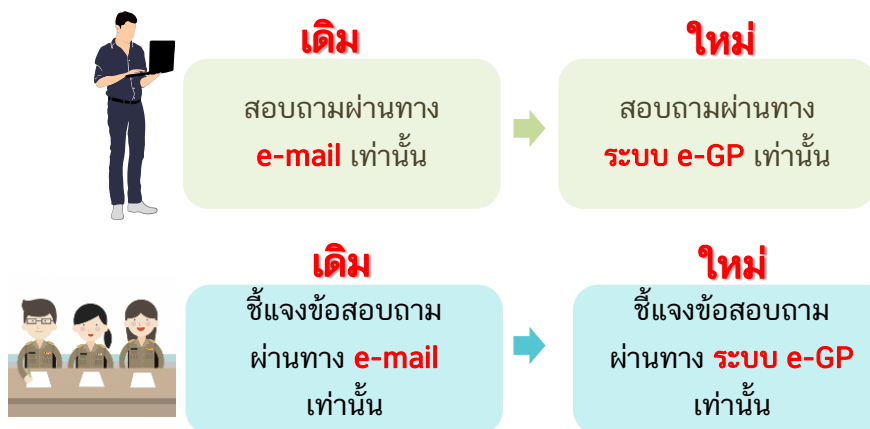 เดิม
สอบถามผ่านทาง
e-mail เท่านั้น
ใหม่
สอบถามผ่านทาง
ระบบ e-GP เท่านั้น
เดิม
ชี้แจงข้อสอบถาม
ผ่านทาง e-mail
เท่านั้น
ใหม่
ชี้แจงข้อสอบถาม
ผ่านทาง ระบบ e-GP
เท่านั้น